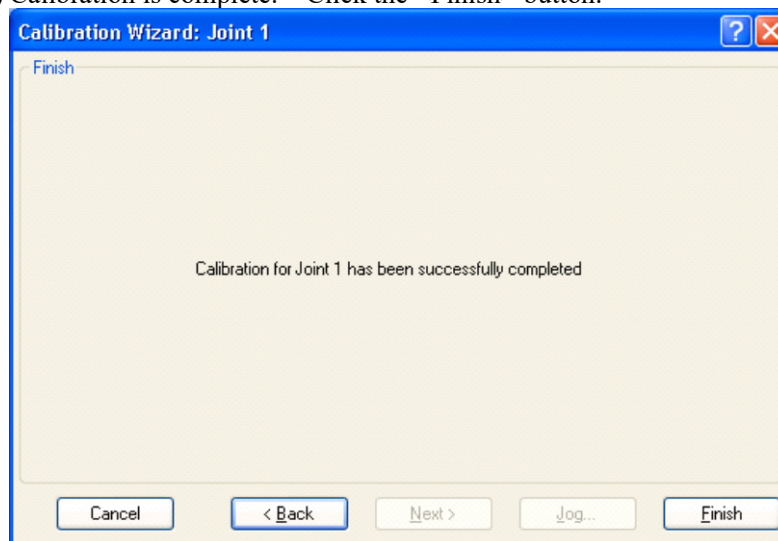 Calibration is complete. Click the "Finish" button.
Calibration Wizard: Joint 1
Finish
Calibration for Joint 1 has been successfully completed
Cancel
< Back
Next >
Jog...
Finish